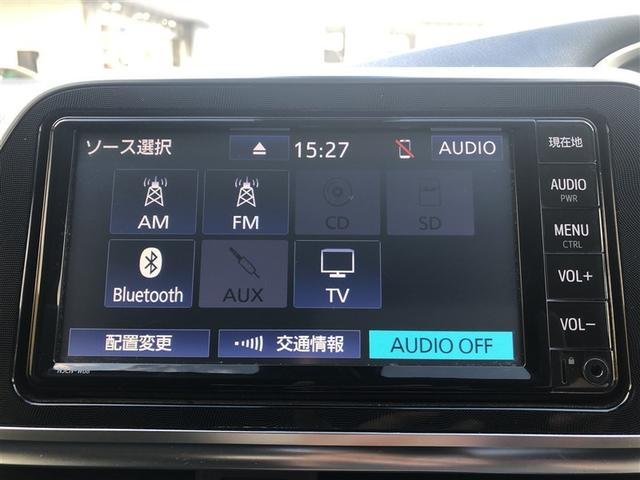 ソース選択 15:27 AUDIO
AM FM CD SD
Bluetooth AUX TV
配置変更 交通情報 AUDIO OFF
現在地
AUDIO
PWR
MENU
CTRL
VOL+
VOL−